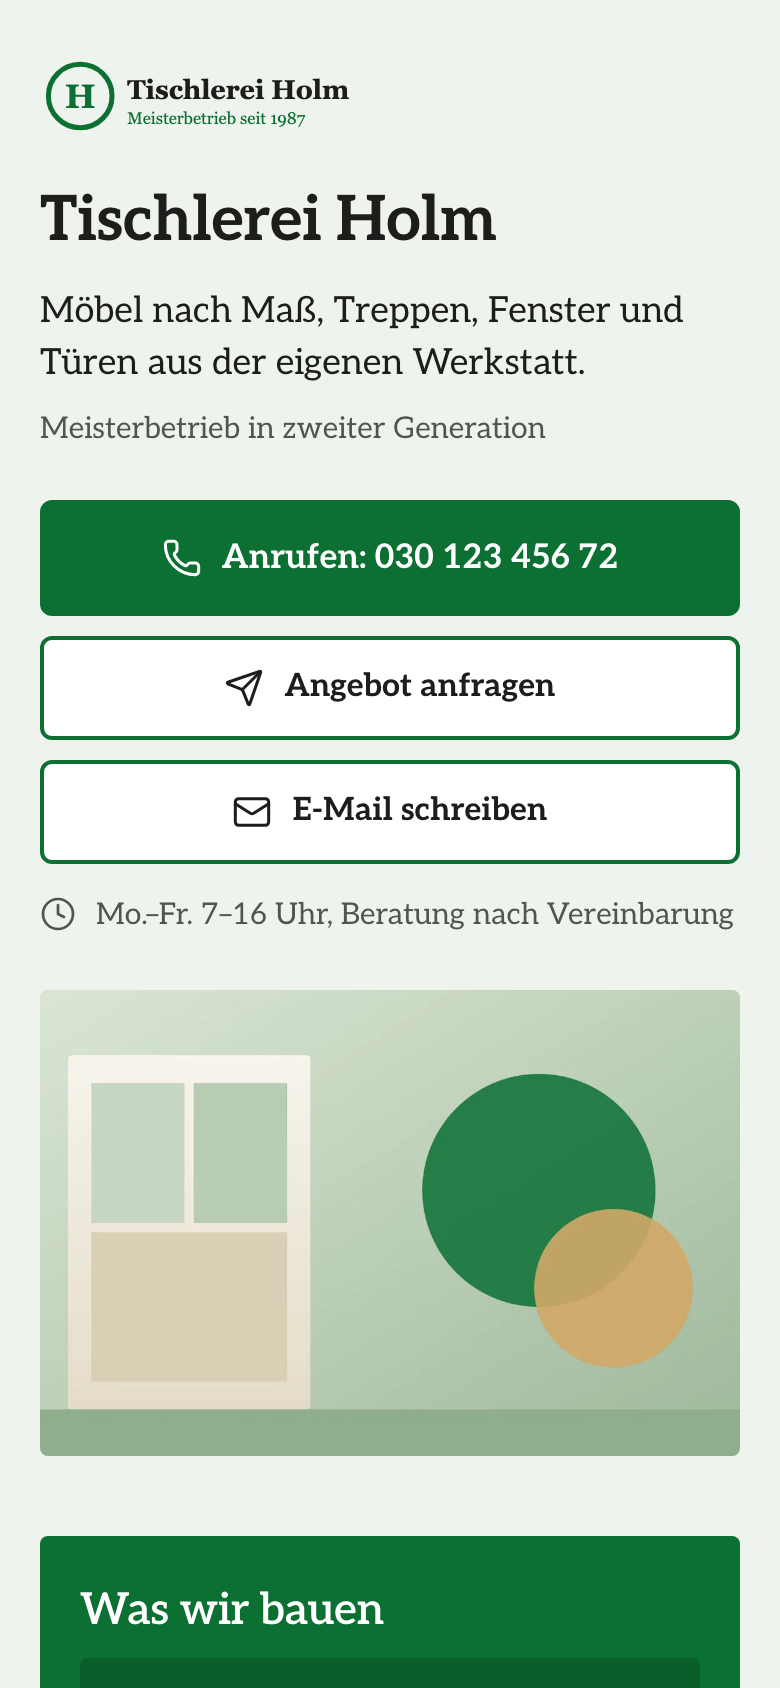 H
Tischlerei Holm
Meisterbetrieb seit 1987
Tischlerei Holm
Möbel nach Maß, Treppen, Fenster und
Türen aus der eigenen Werkstatt.
Meisterbetrieb in zweiter Generation
Anrufen: 030 123 456 72
Angebot anfragen
E-Mail schreiben
Mo.–Fr. 7–16 Uhr, Beratung nach Vereinbarung
Was wir bauen